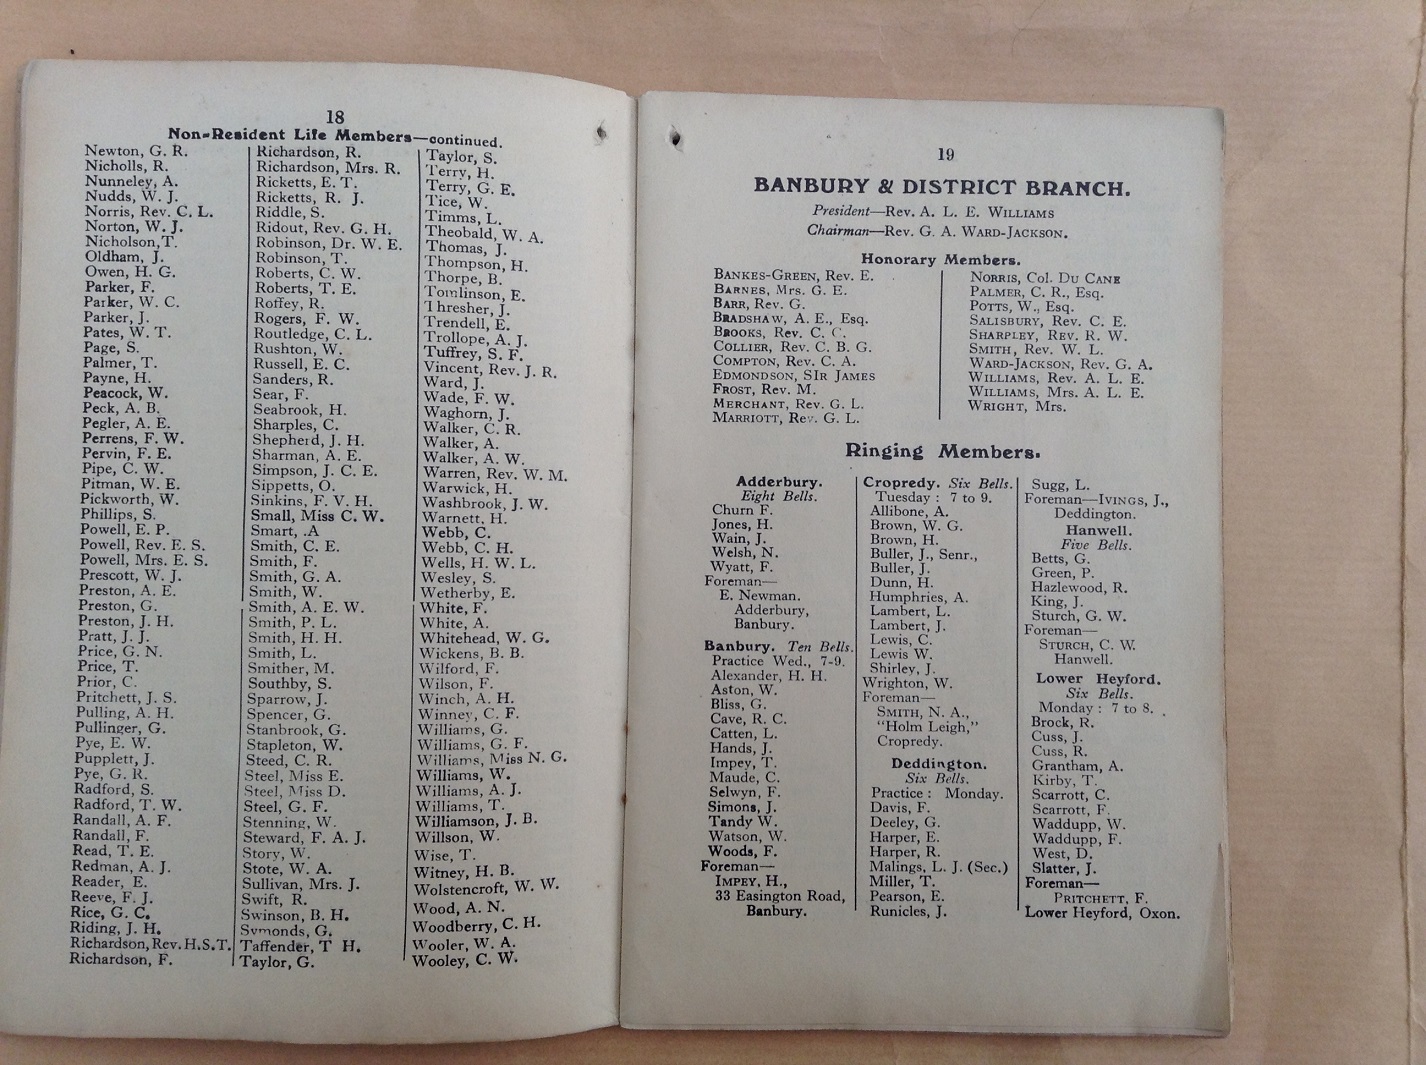 18
Non-Resident Life Members—continued.
Newton, G. R.
Nicholls, R.
Nunneley, A.
Nudds, W. J.
Norris, Rev. C. L.
Norton, W. J.
Nicholson, T.
Oldham, J.
Owen, H. G.
Parker, F.
Parker, W. C.
Parker, J.
Pates, W. T.
Page, S.
Palmer, T.
Payne, H.
Peacock, W.
Peck, A. B.
Pegler, A. E.
Perrens, F. W.
Pervin, F. E.
Pipe, C. W.
Pitman, W. E.
Pickworth, W.
Phillips, S.
Powell, E. P.
Powell, Rev. E. S.
Powell, Mrs. E. S.
Prescott, W. J.
Preston, A. E.
Preston, G.
Preston, J. H.
Pratt, J. J.
Price, G. N.
Price, T.
Prior, C.
Pritchett, J. S.
Pulling, A. H.
Pullinger, G.
Pye, E. W.
Pupplett, J.
Pye, G. R.
Radford, S.
Radford, T. W.
Randall, A. F.
Randall, F.
Read, T. E.
Redman, A. J.
Reader, E.
Reeve, F. J.
Rice, G. C.
Riding, J. H.
Richardson, Rev. H.S.T.
Richardson, F.
Richardson, R.
Richardson, Mrs. R.
Ricketts, E. T.
Ricketts, R. J.
Riddle, S.
Ridout, Rev. G. H.
Robinson, Dr. W. E.
Robinson, T.
Roberts, C. W.
Roberts, T. E.
Roffey, R.
Rogers, F. W.
Routledge, C. L.
Rushton, W.
Russell, E. C.
Sanders, R.
Sear, F.
Seabrook, H.
Sharples, C.
Shepherd, J. H.
Sharman, A. E.
Simpson, J. C. E.
Sippetts, O.
Sinkins, F. V. H.
Small, Miss C. W.
Smart, .A
Smith, C. E.
Smith, F.
Smith, G. A.
Smith, W.
Smith, A. E. W.
Smith, P. L.
Smith, H. H.
Smith, L.
Smither, M.
Southby, S.
Sparrow, J.
Spencer, G.
Stanbrook, G.
Stapleton, W.
Steed, C. R.
Steel, Miss E.
Steel, Miss D.
Steel, G. F.
Stenning, W.
Steward, F. A. J.
Story, W.
Stote, W. A.
Sullivan, Mrs. J.
Swift, R.
Swinson, B. H.
Symonds, G.
Taffender, T H.
Taylor, G.
Taylor, S.
Terry, H.
Terry, G. E.
Tice, W.
Timms, L.
Theobald, W. A.
Thomas, J.
Thompson, H.
Thorpe, B.
Tomlinson, E.
Thresher, J.
Trendell, E.
Trollope, A. J.
Tuffrey, S. F.
Vincent, Rev. J. R.
Ward, J.
Wade, F. W.
Waghorn, J.
Walker, C. R.
Walker, A.
Walker, A. W.
Warren, Rev. W. M.
Warwick, H.
Washbrook, J. W.
Warnett, H.
Webb, C.
Webb, C. H.
Wells, H. W. L.
Wesley, S.
Wetherby, E.
White, F.
White, A.
Whitehead, W. G.
Wickens, B. B.
Wilford, F.
Wilson, F.
Winch, A. H.
Winney, C. F.
Williams, G.
Williams, G. F.
Williams, Miss N. G.
Williams, W.
Williams, A. J.
Williams, T.
Williamson, J. B.
Willson, W.
Wise, T.
Witney, H. B.
Wolstencroft, W. W.
Wood, A. N.
Woodberry, C. H.
Wooler, W. A.
Wooley, C. W.
19
BANBURY & DISTRICT BRANCH.
President—Rev. A. L. E. WILLIAMS
Chairman—Rev. G. A. WARD-JACKSON.
Honorary Members.
BANKES-GREEN, Rev. E.
BARNES, Mrs. G. E.
BARR, Rev. G.
BRADSHAW, A. E., Esq.
BROOKS, Rev. C. C.
COLLIER, Rev. C. B. G.
COMPTON, Rev. C. A.
EDMONDSON, SIr JAMES
FROST, Rev. M.
MERCHANT, Rev. G. L.
MARRIOTT, Rev. G. L.
NORRIS, Col. DU CANE
PALMER, C. R., Esq.
POTTS, W., Esq.
SALISBURY, Rev. C. E.
SHARPLEY, Rev. R. W.
SMITH, Rev. W. L.
WARD-JACKSON, Rev. G. A.
WILLIAMS, Rev. A. L. E.
WILLIAMS, Mrs. A. L. E.
WRIGHT, Mrs.
Ringing Members.
Adderbury.
Eight Bells.
Churn F.
Jones, H.
Wain, J.
Welsh, N.
Wyatt, F.
Foreman—
E. Newman.
Adderbury,
Banbury.
Banbury. Ten Bells.
Practice Wed., 7-9.
Alexander, H. H.
Aston, W.
Bliss, G.
Cave, R. C.
Catten, L.
Hands, J.
Impey, T.
Maude, C.
Selwyn, F.
Simons, J.
Tandy W.
Watson, W.
Woods, F.
Foreman—
IMPEY, H.,
33 Easington Road,
Banbury.
Cropredy. Six Bells.
Tuesday : 7 to 9.
Allibone, A.
Brown, W. G.
Brown, H.
Buller, J., Senr.,
Buller, J.
Dunn, H.
Humphries, A.
Lambert, L.
Lambert, J.
Lewis, C.
Lewis W.
Shirley, J.
Wrighton, W.
Foreman—
SMITH, N. A.,
"Holm Leigh,"
Cropredy.
Deddington.
Six Bells.
Practice : Monday.
Davis, F.
Deeley, G.
Harper, E.
Harper, R.
Malings, L. J. (Sec.)
Miller, T.
Pearson, E.
Runicles, J.
Sugg, L.
Foreman—IVINGS, J.,
Deddington.
Hanwell.
Five Bells.
Betts, G.
Green, P.
Hazlewood, R.
King, J.
Sturch, G. W.
Foreman—
STURCH, C. W.
Hanwell.
Lower Heyford.
Six Bells.
Monday : 7 to 8.
Brock, R.
Cuss, J.
Cuss, R.
Grantham, A.
Kirby, T.
Scarrott, C.
Scarrott, F.
Waddupp, W.
Waddupp, F.
West, D.
Slatter, J.
Foreman—
PRITCHETT, F.
Lower Heyford, Oxon.